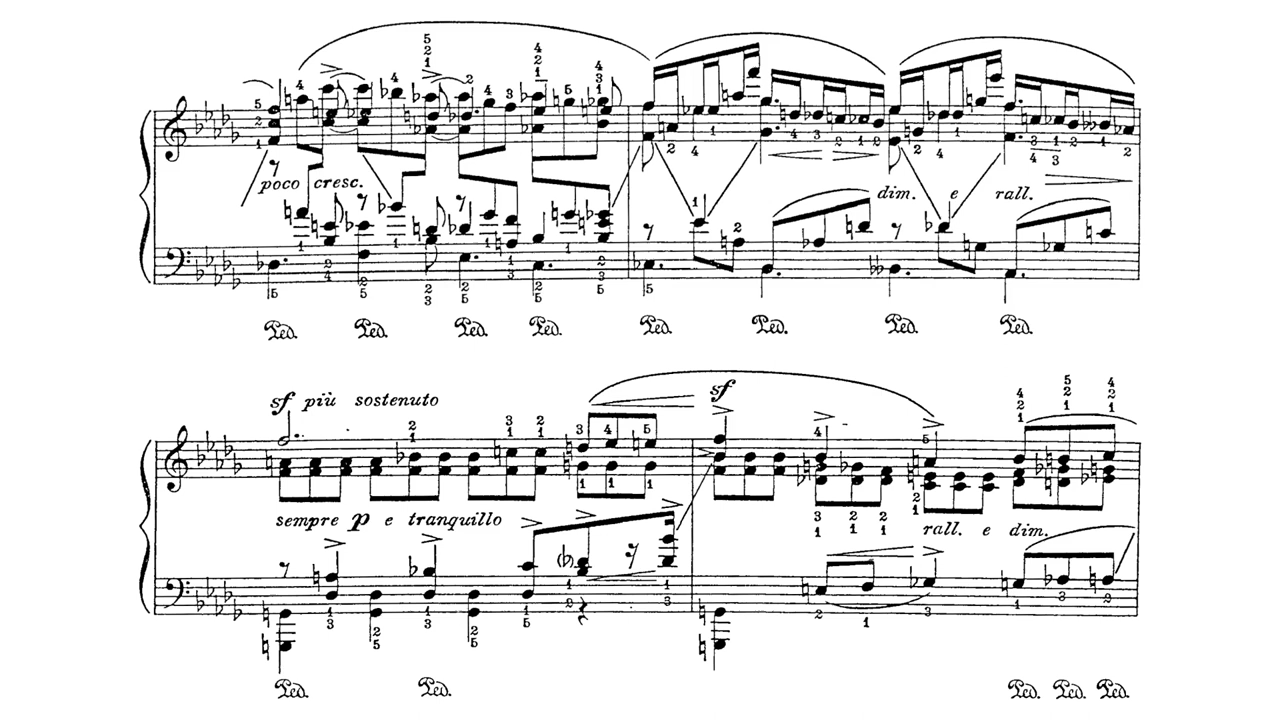 poco cresc.
dim. e rall.
Ped. Ped. Ped. Ped. Ped. Ped. Ped. Ped.
sf più sostenuto sf
sempre p e tranquillo
rall. e dim.
Ped. Ped. Ped. Ped. Ped.